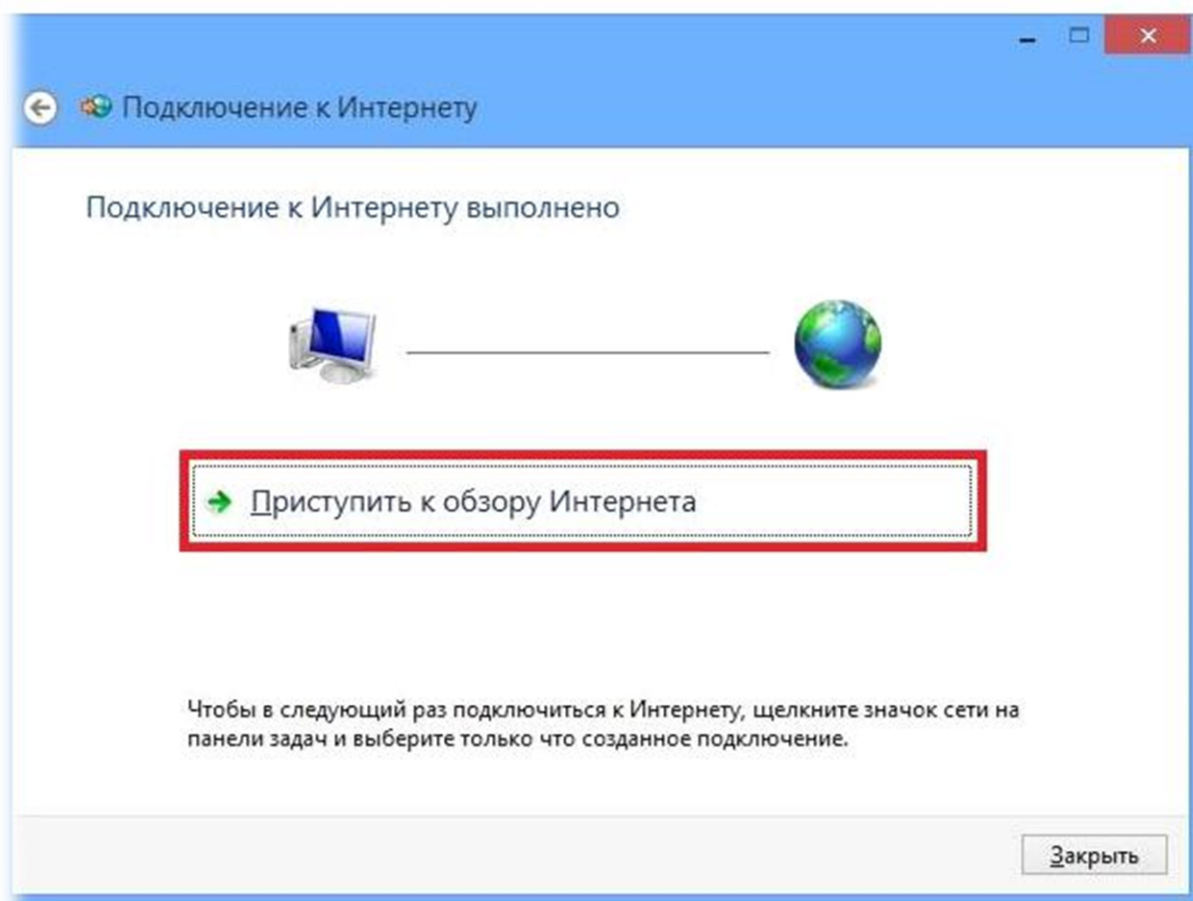 Подключение к Интернету
Подключение к Интернету выполнено
Приступить к обзору Интернета
Чтобы в следующий раз подключиться к Интернету, щелкните значок сети на
панели задач и выберите только что созданное подключение.
Закрыть